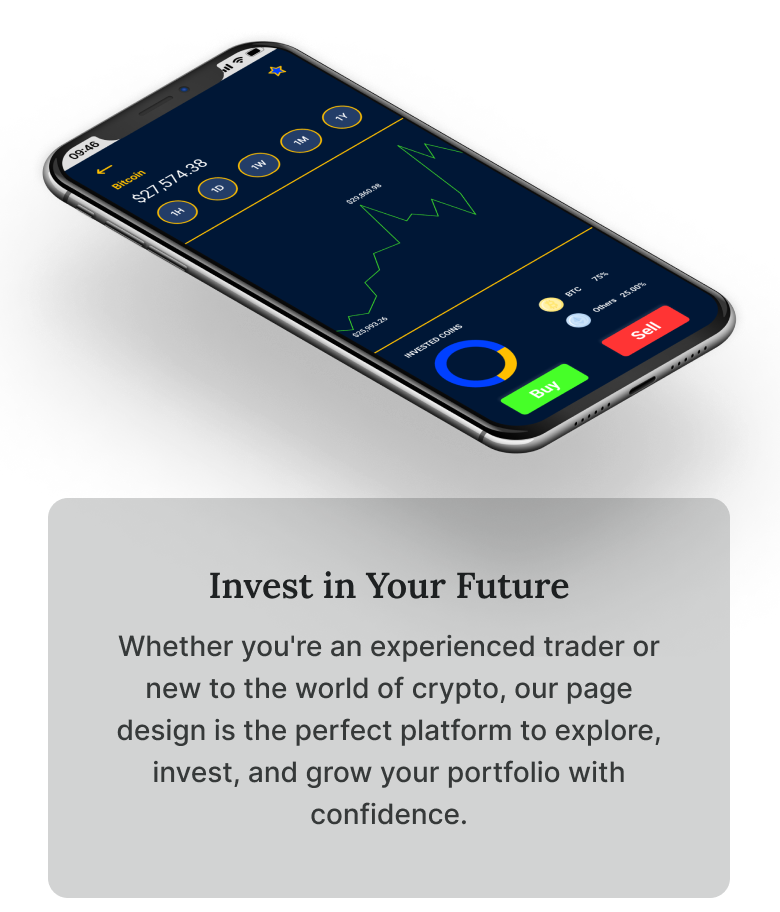 09:46
Bitcoin
$27,574.38
1H 1D 1W 1M 1Y
$29,860.98
$25,993.26
INVESTED COINS
BTC 75%
Others 25.00%
Buy Sell
Invest in Your Future
Whether you're an experienced trader or
new to the world of crypto, our page
design is the perfect platform to explore,
invest, and grow your portfolio with
confidence.